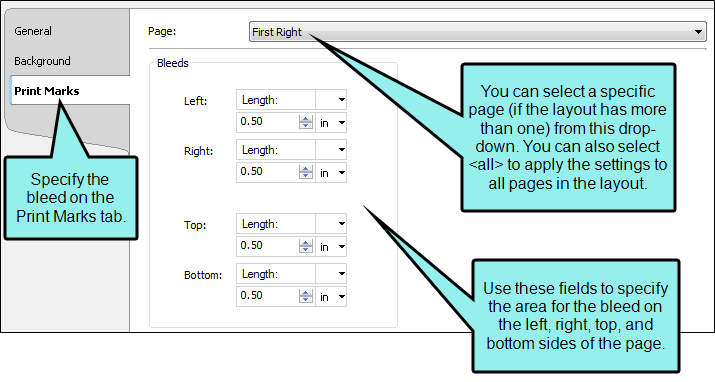 General
Background
Print Marks
Page: First Right
Bleeds
Left: Length:
0.50 in
Right: Length:
0.50 in
Top: Length:
0.50 in
Bottom: Length:
0.50 in
Specify the
bleed on the
Print Marks tab.
You can select a specific
page (if the layout has more
than one) from this drop-
down. You can also select
<all> to apply the settings to
all pages in the layout.
Use these fields to specify
the area for the bleed on
the left, right, top, and
bottom sides of the page.